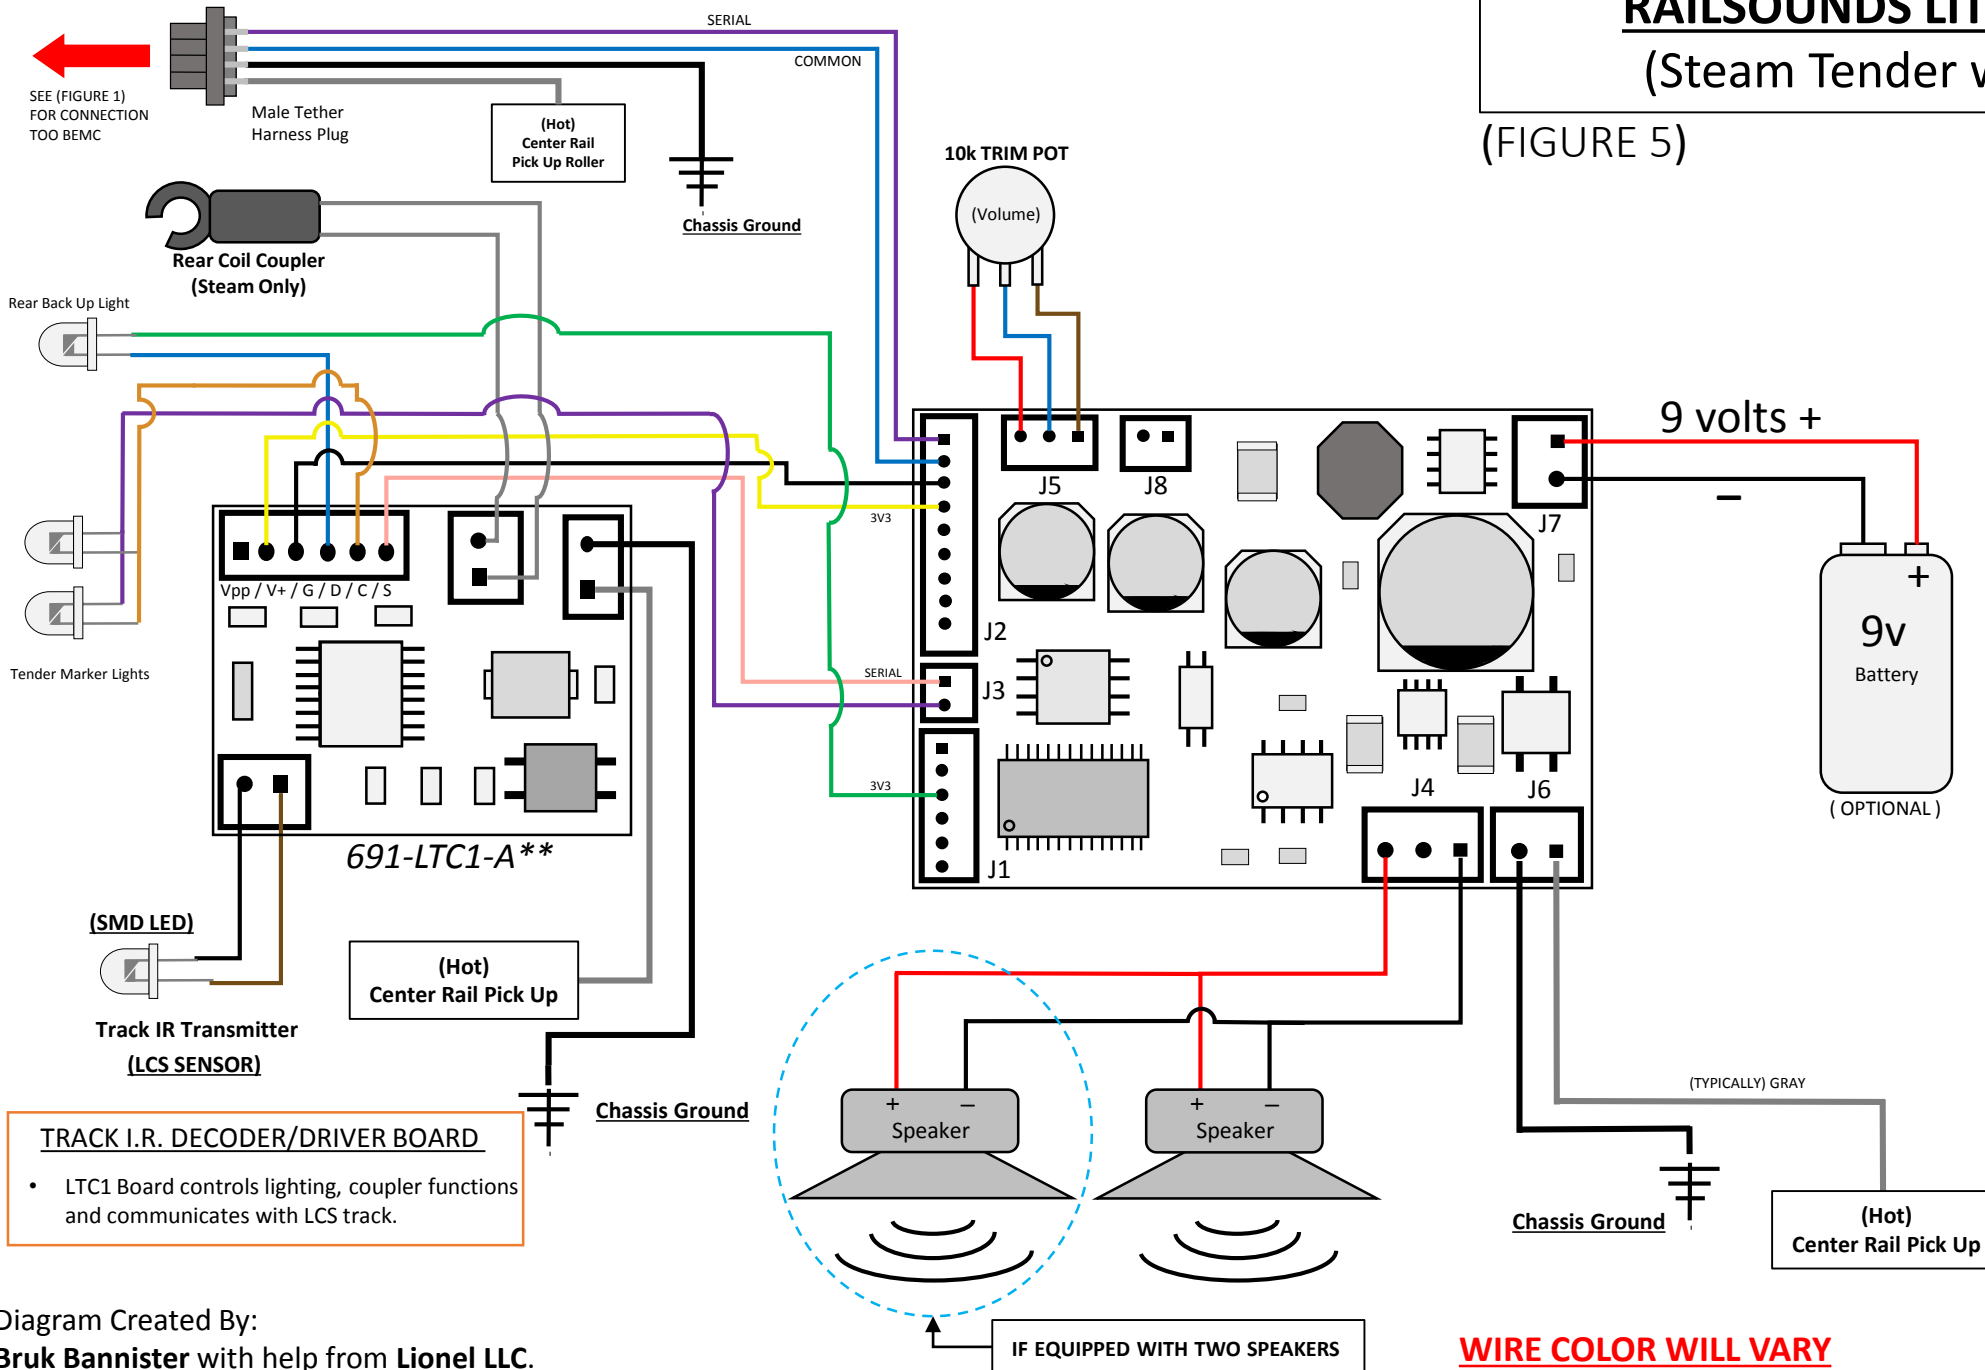 RAILSOUNDS LIT
(Steam Tender w
(FIGURE 5)
SERIAL
COMMON
SEE (FIGURE 1)
FOR CONNECTION
TOO BEMC
Male Tether
Harness Plug
(Hot)
Center Rail
Pick Up Roller
Chassis Ground
10k TRIM POT
(Volume)
Rear Coil Coupler
(Steam Only)
Rear Back Up Light
Tender Marker Lights
Vpp / V+ / G / D / C / S
3V3
SERIAL
3V3
J5
J8
J7
J2
J3
J1
J4
J6
9 volts +
–
+
9v
Battery
( OPTIONAL )
691-LTC1-A**
(SMD LED)
Track IR Transmitter
(LCS SENSOR)
(Hot)
Center Rail Pick Up
Chassis Ground
TRACK I.R. DECODER/DRIVER BOARD
• LTC1 Board controls lighting, coupler functions
and communicates with LCS track.
+ –
Speaker
+ –
Speaker
(TYPICALLY) GRAY
Chassis Ground
(Hot)
Center Rail Pick Up
IF EQUIPPED WITH TWO SPEAKERS
WIRE COLOR WILL VARY
Diagram Created By:
Bruk Bannister with help from Lionel LLC.